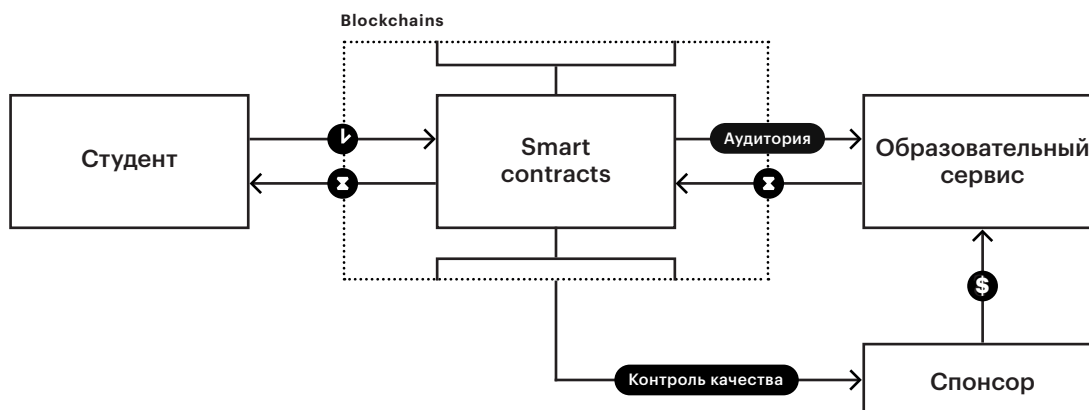 Blockchains
Студент
Smart
contracts
Аудитория
Образовательный
сервис
$
Контроль качества
Спонсор